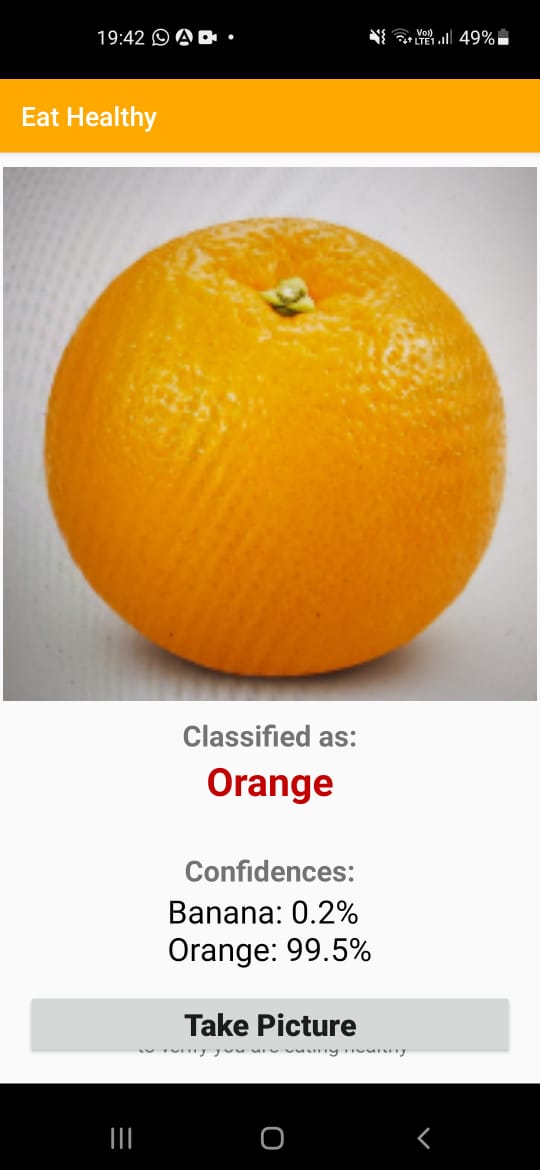 19:42
Vo)) LTE1 49%
Eat Healthy
Classified as:
Orange
Confidences:
Banana: 0.2%
Orange: 99.5%
Take Picture
to verify you are eating healthy